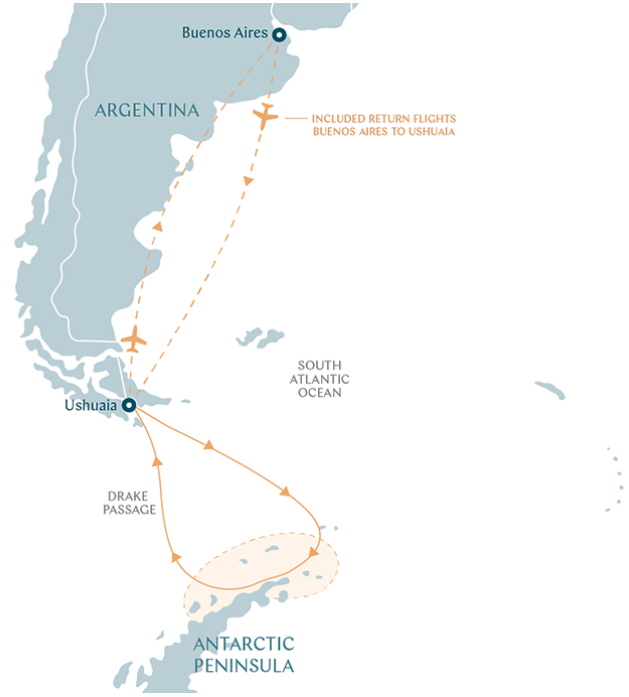 Buenos Aires
ARGENTINA
INCLUDED RETURN FLIGHTS
BUENOS AIRES TO USHUAIA
SOUTH
ATLANTIC
OCEAN
Ushuaia
DRAKE
PASSAGE
ANTARCTIC
PENINSULA